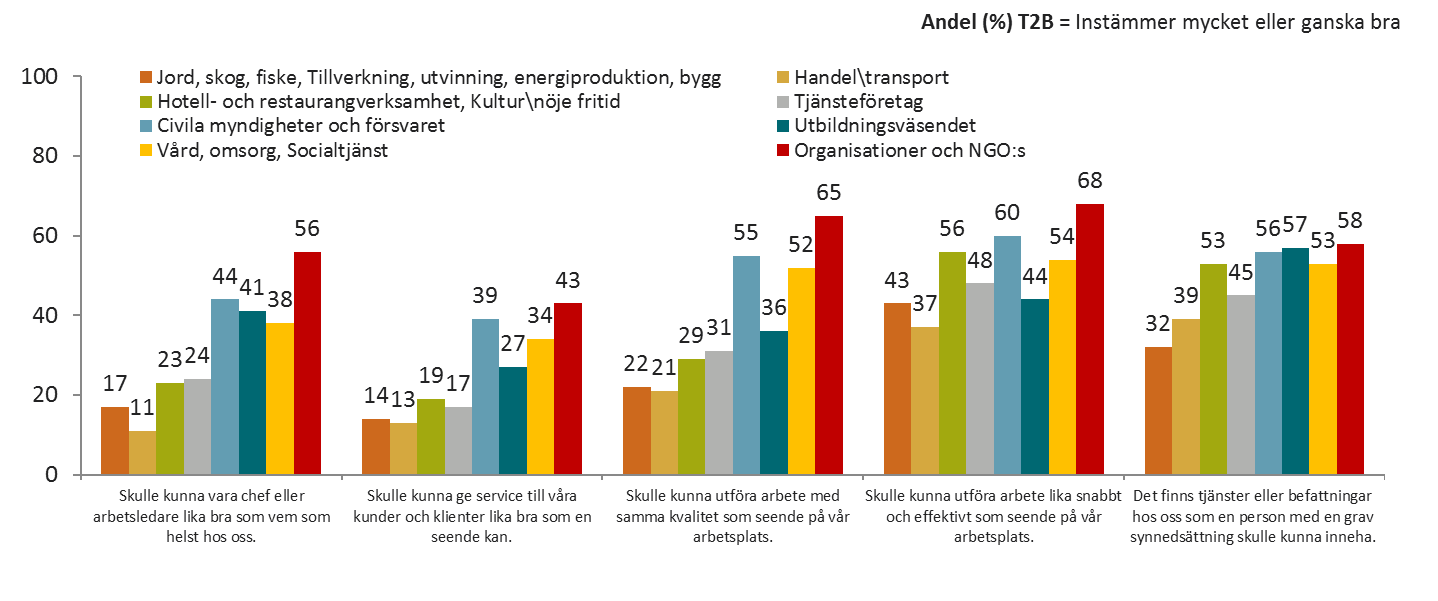 Andel (%) T2B = Instämmer mycket eller ganska bra
Jord, skog, fiske, Tillverkning, utvinning, energiproduktion, bygg
Handel\transport
Hotell- och restaurangverksamhet, Kultur\nöje fritid
Tjänsteföretag
Civila myndigheter och försvaret
Utbildningsväsendet
Vård, omsorg, Socialtjänst
Organisationer och NGO:s
100
80
60
40
20
0
17
11
23
24
44
41
38
56
14
13
19
17
39
27
34
43
22
21
29
31
55
36
52
65
43
37
56
48
60
44
54
68
32
39
53
45
56
57
53
58
Skulle kunna vara chef eller
arbetsledare lika bra som vem som
helst hos oss.
Skulle kunna ge service till våra
kunder och klienter lika bra som en
seende kan.
Skulle kunna utföra arbete med
samma kvalitet som seende på vår
arbetsplats.
Skulle kunna utföra arbete lika snabbt
och effektivt som seende på vår
arbetsplats.
Det finns tjänster eller befattningar
hos oss som en person med en grav
synnedsättning skulle kunna inneha.